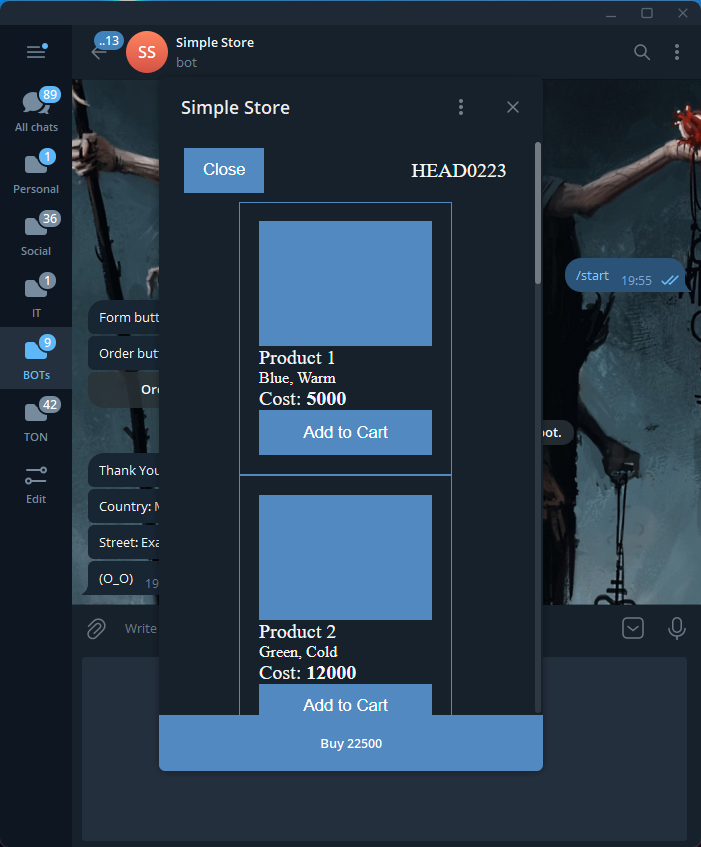 ..13
SS
Simple Store
bot
89
All chats
1
Personal
36
Social
1
IT
9
BOTs
42
TON
Edit
/start 19:55
Form butt
Order but
Or
ot.
Thank You
Country:
Street: Exa
(O_O) 19
Write
Simple Store
Close
HEAD0223
Product 1
Blue, Warm
Cost: 5000
Add to Cart
Product 2
Green, Cold
Cost: 12000
Add to Cart
Buy 22500